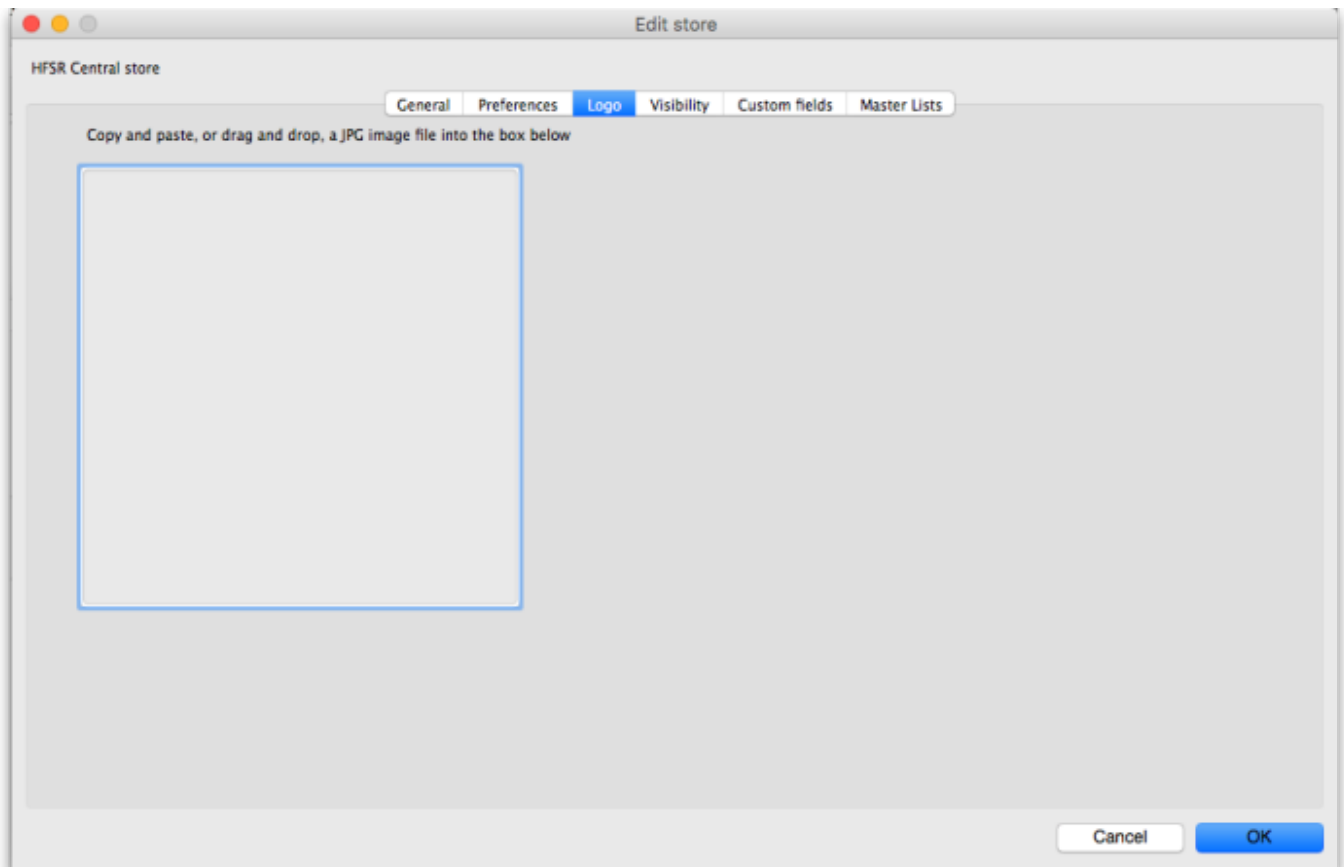 Edit store
HFSR Central store
General Preferences Logo Visibility Custom fields Master Lists
Copy and paste, or drag and drop, a JPG image file into the box below
Cancel OK